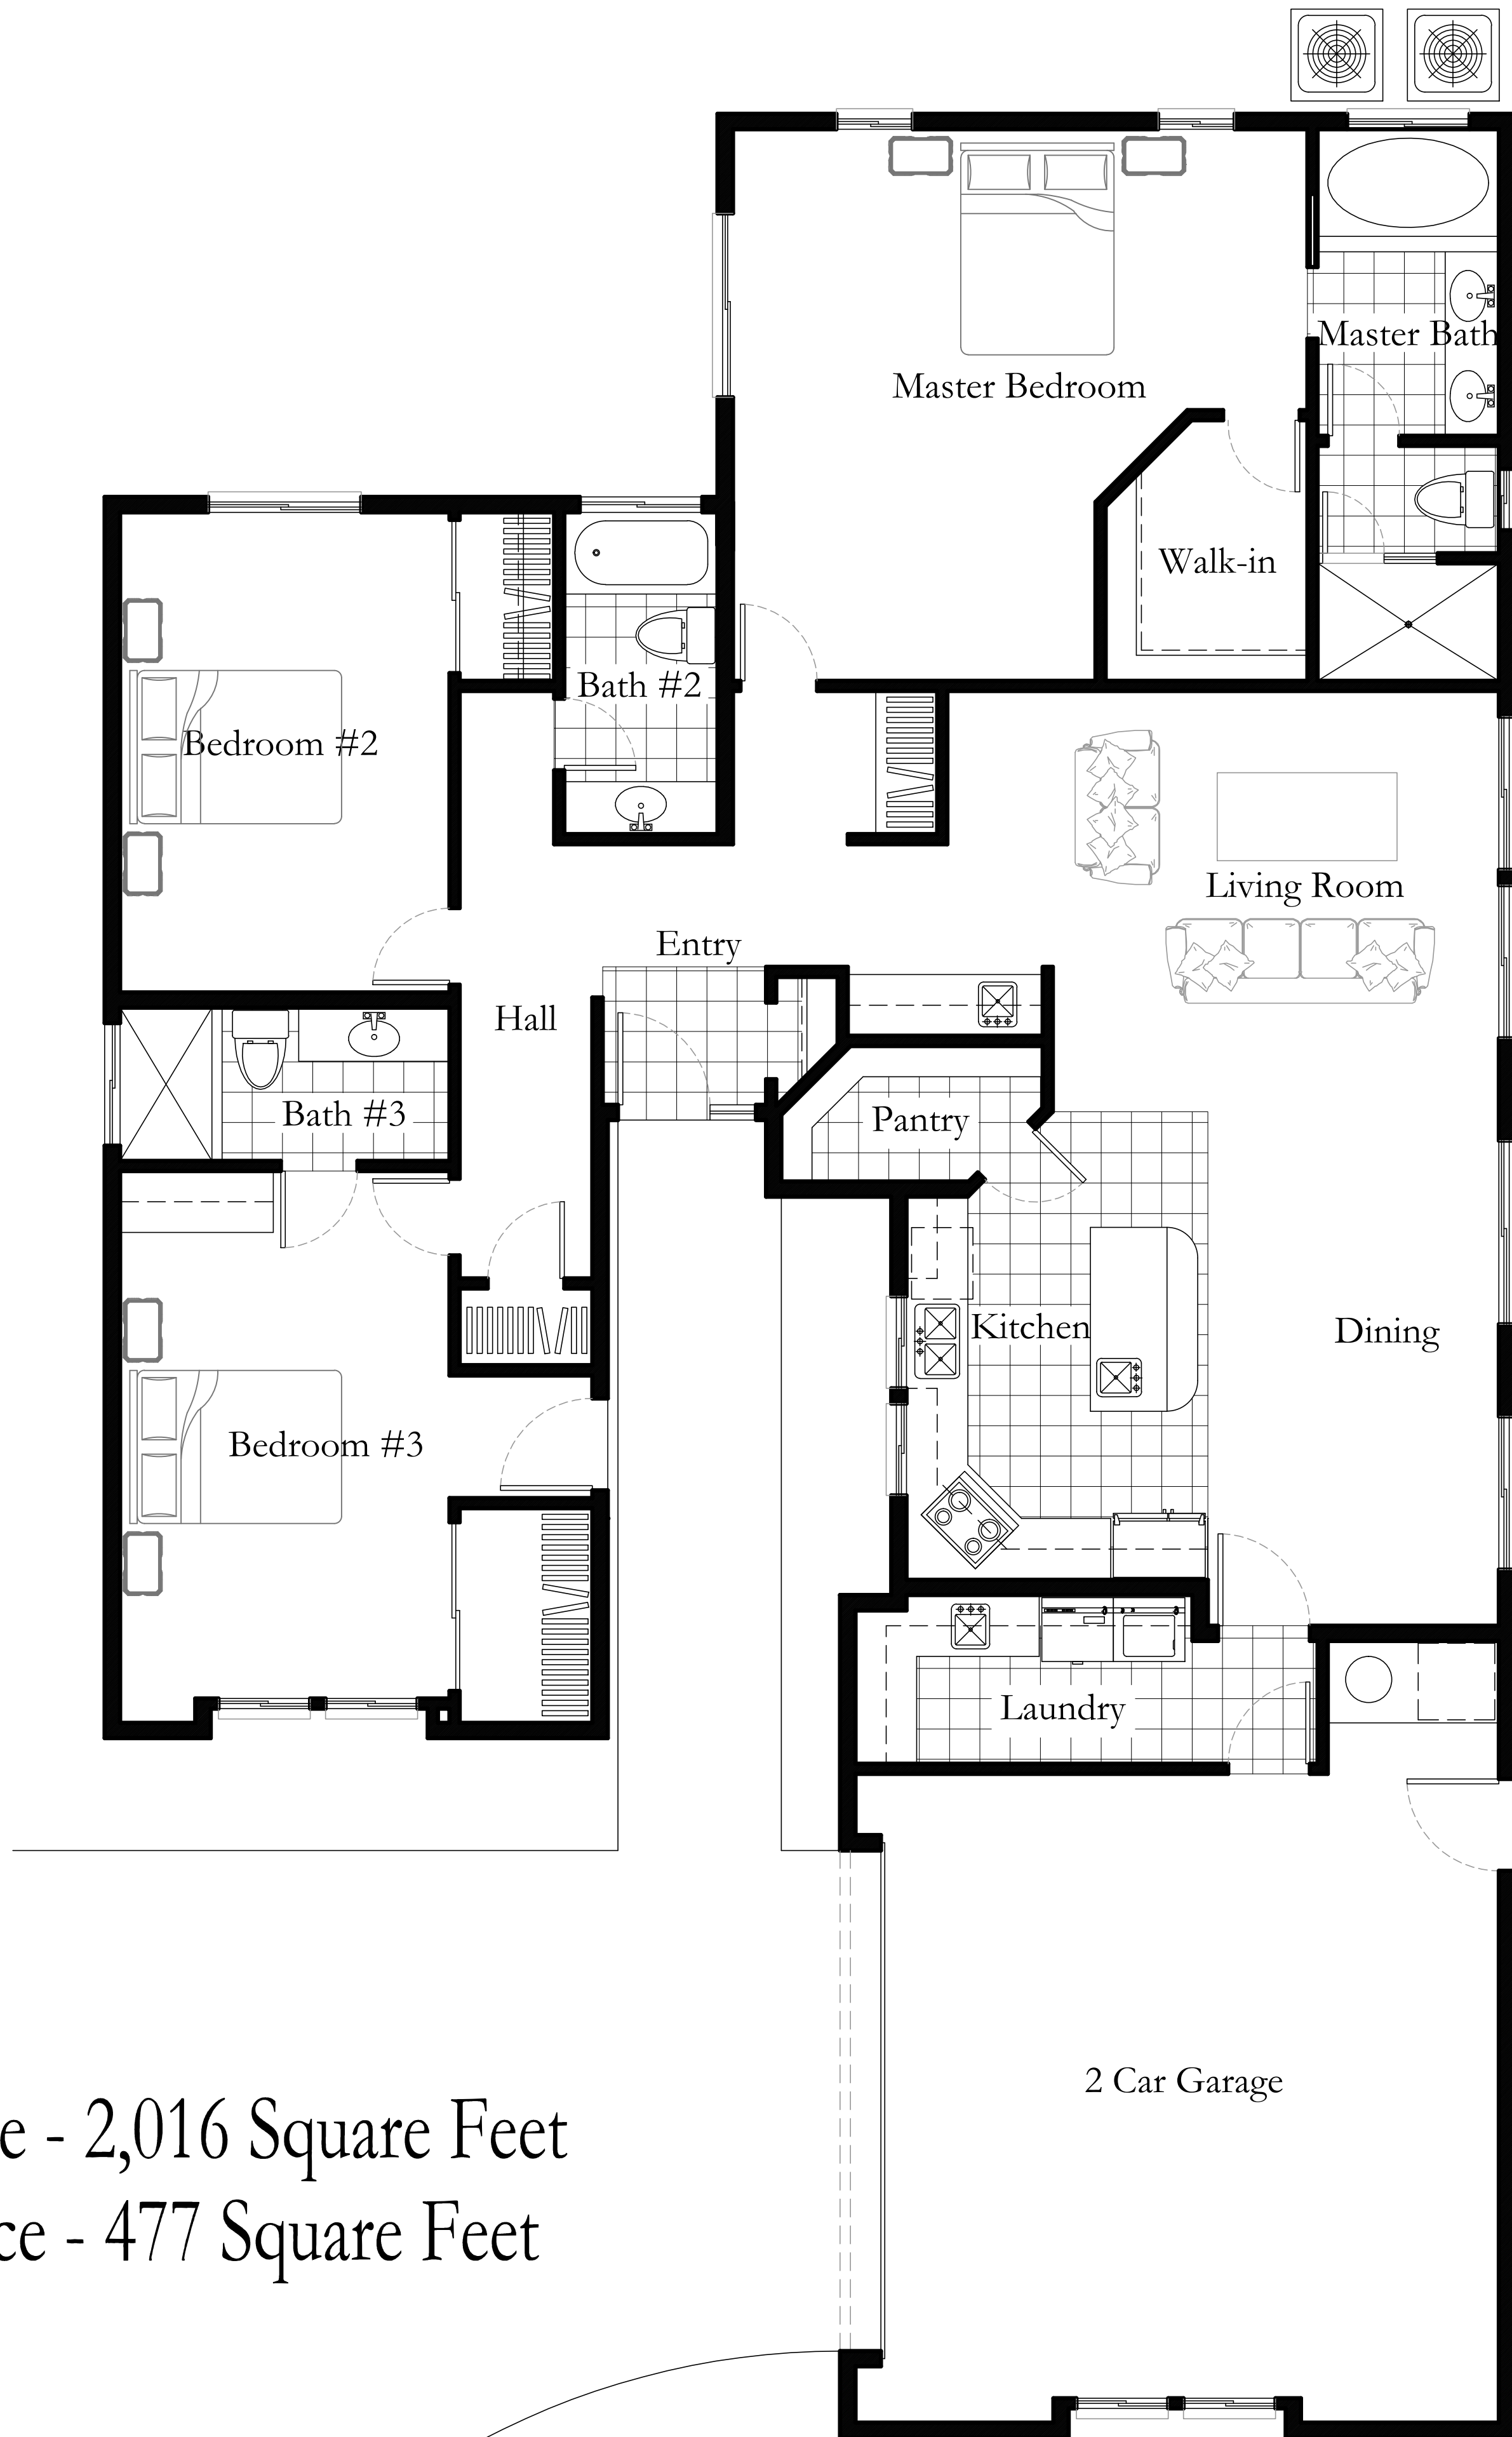 Master Bath
Master Bedroom
Walk-in
Bath #2
Bedroom #2
Living Room
Entry
Hall
Bath #3
Pantry
Kitchen
Dining
Bedroom #3
Laundry
2 Car Garage
e - 2,016 Square Feet
ce - 477 Square Feet